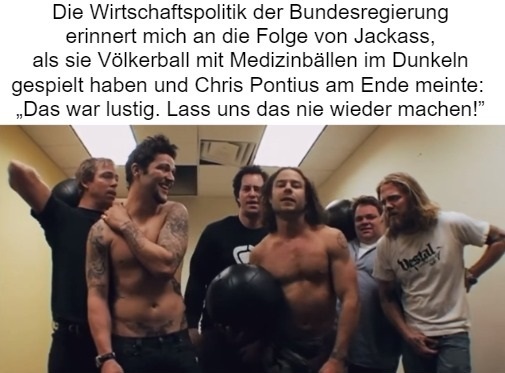 Die Wirtschaftspolitik der Bundesregierung
erinnert mich an die Folge von Jackass,
als sie Völkerball mit Medizinbällen im Dunkeln
gespielt haben und Chris Pontius am Ende meinte:
„Das war lustig. Lass uns das nie wieder machen!”
Vestal